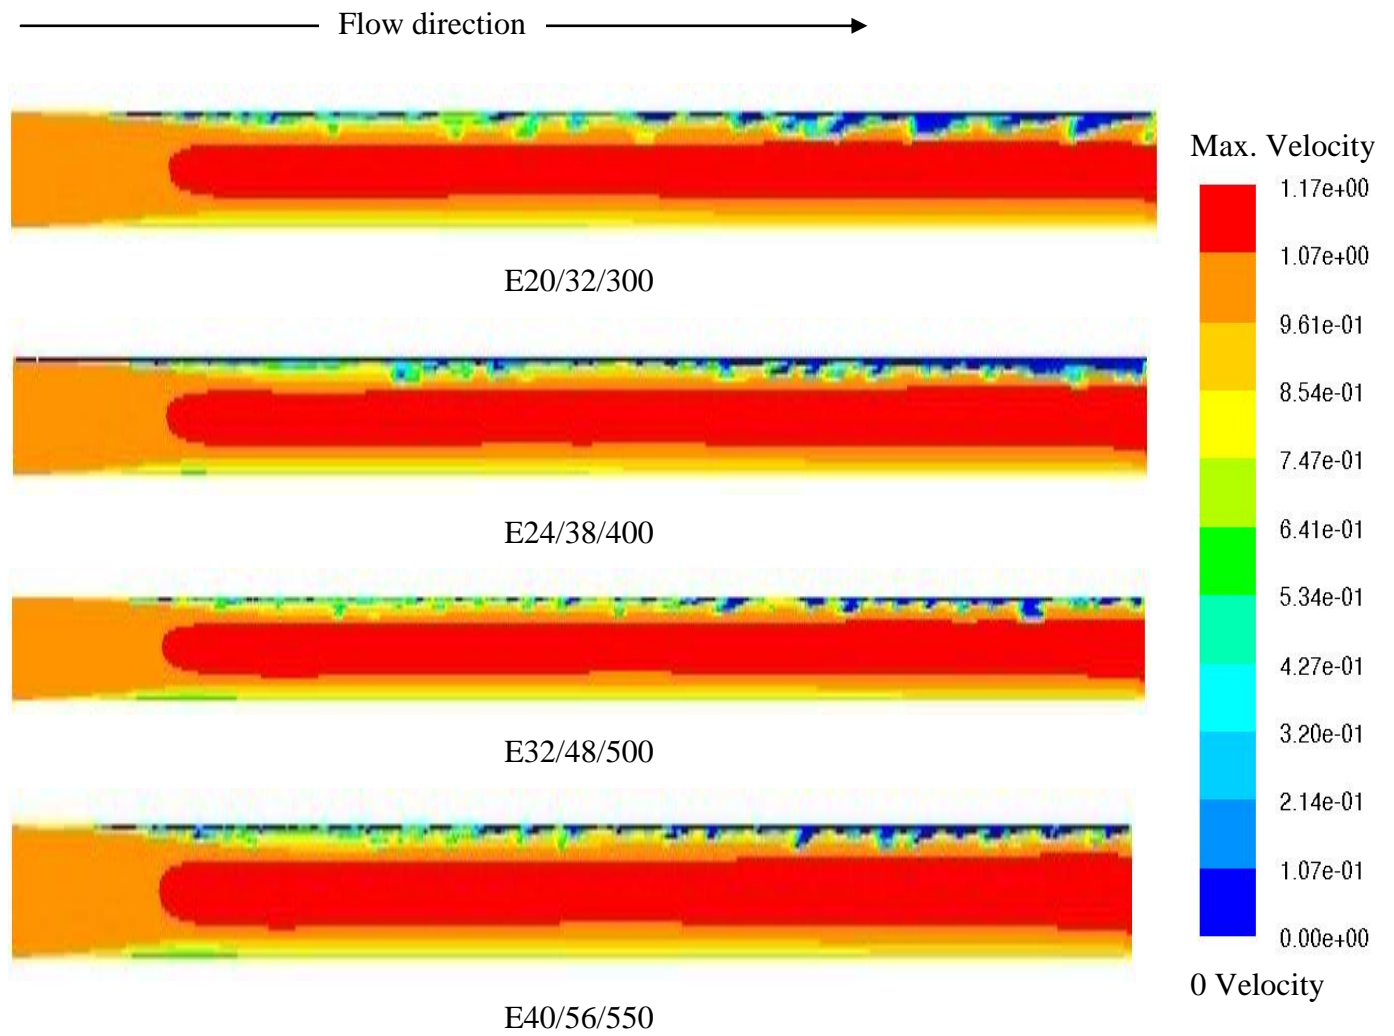 Flow direction
Max. Velocity
1.17e+00
1.07e+00
9.61e-01
8.54e-01
7.47e-01
6.41e-01
5.34e-01
4.27e-01
3.20e-01
2.14e-01
1.07e-01
0.00e+00
0 Velocity
E20/32/300
E24/38/400
E32/48/500
E40/56/550